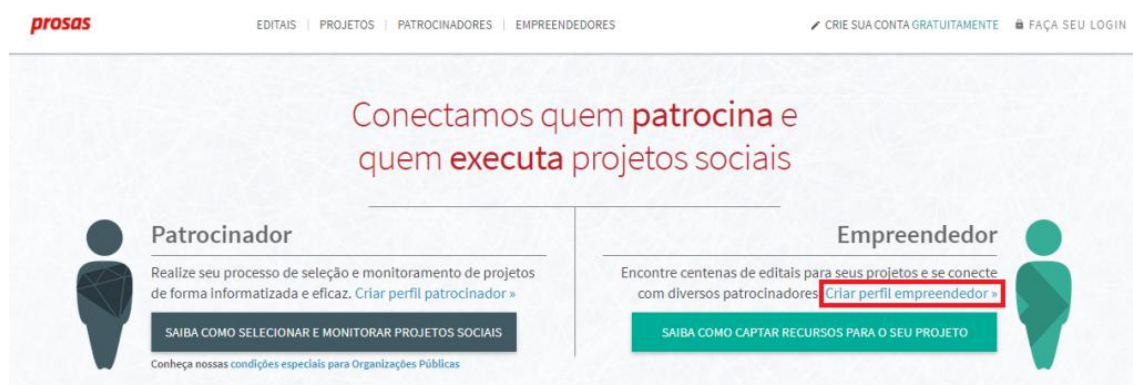 prosas
EDITAIS | PROJETOS | PATROCINADORES | EMPREENDEDORES
CRIE SUA CONTA GRATUITAMENTE
FAÇA SEU LOGIN
Conectamos quem patrocina e
quem executa projetos sociais
Patrocinador
Realize seu processo de seleção e monitoramento de projetos
de forma informatizada e eficaz. Criar perfil patrocinador »
SAIBA COMO SELECIONAR E MONITORAR PROJETOS SOCIAIS
Conheça nossas condições especiais para Organizações Públicas
Empreendedor
Encontre centenas de editais para seus projetos e se conecte
com diversos patrocinadores Criar perfil empreendedor »
SAIBA COMO CAPTAR RECURSOS PARA O SEU PROJETO